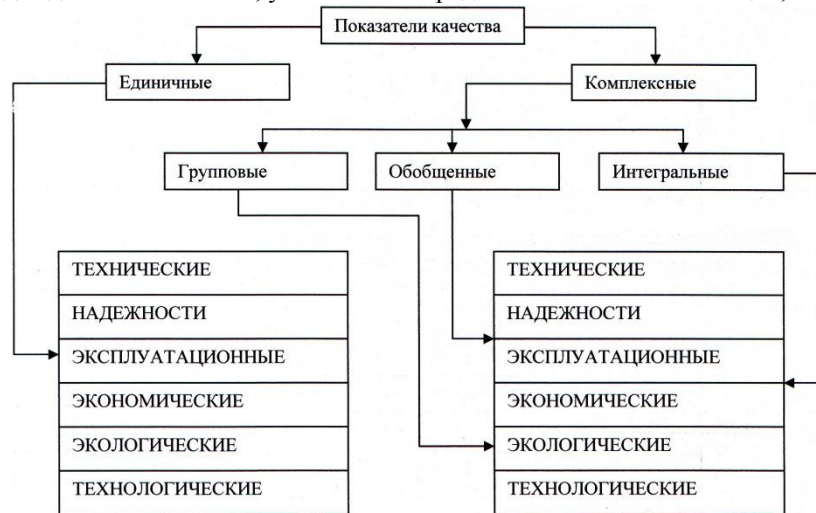 Показатели качества
Единичные
Комплексные
Групповые
Обобщенные
Интегральные
ТЕХНИЧЕСКИЕ
НАДЕЖНОСТИ
ЭКСПЛУАТАЦИОННЫЕ
ЭКОНОМИЧЕСКИЕ
ЭКОЛОГИЧЕСКИЕ
ТЕХНОЛОГИЧЕСКИЕ
ТЕХНИЧЕСКИЕ
НАДЕЖНОСТИ
ЭКСПЛУАТАЦИОННЫЕ
ЭКОНОМИЧЕСКИЕ
ЭКОЛОГИЧЕСКИЕ
ТЕХНОЛОГИЧЕСКИЕ